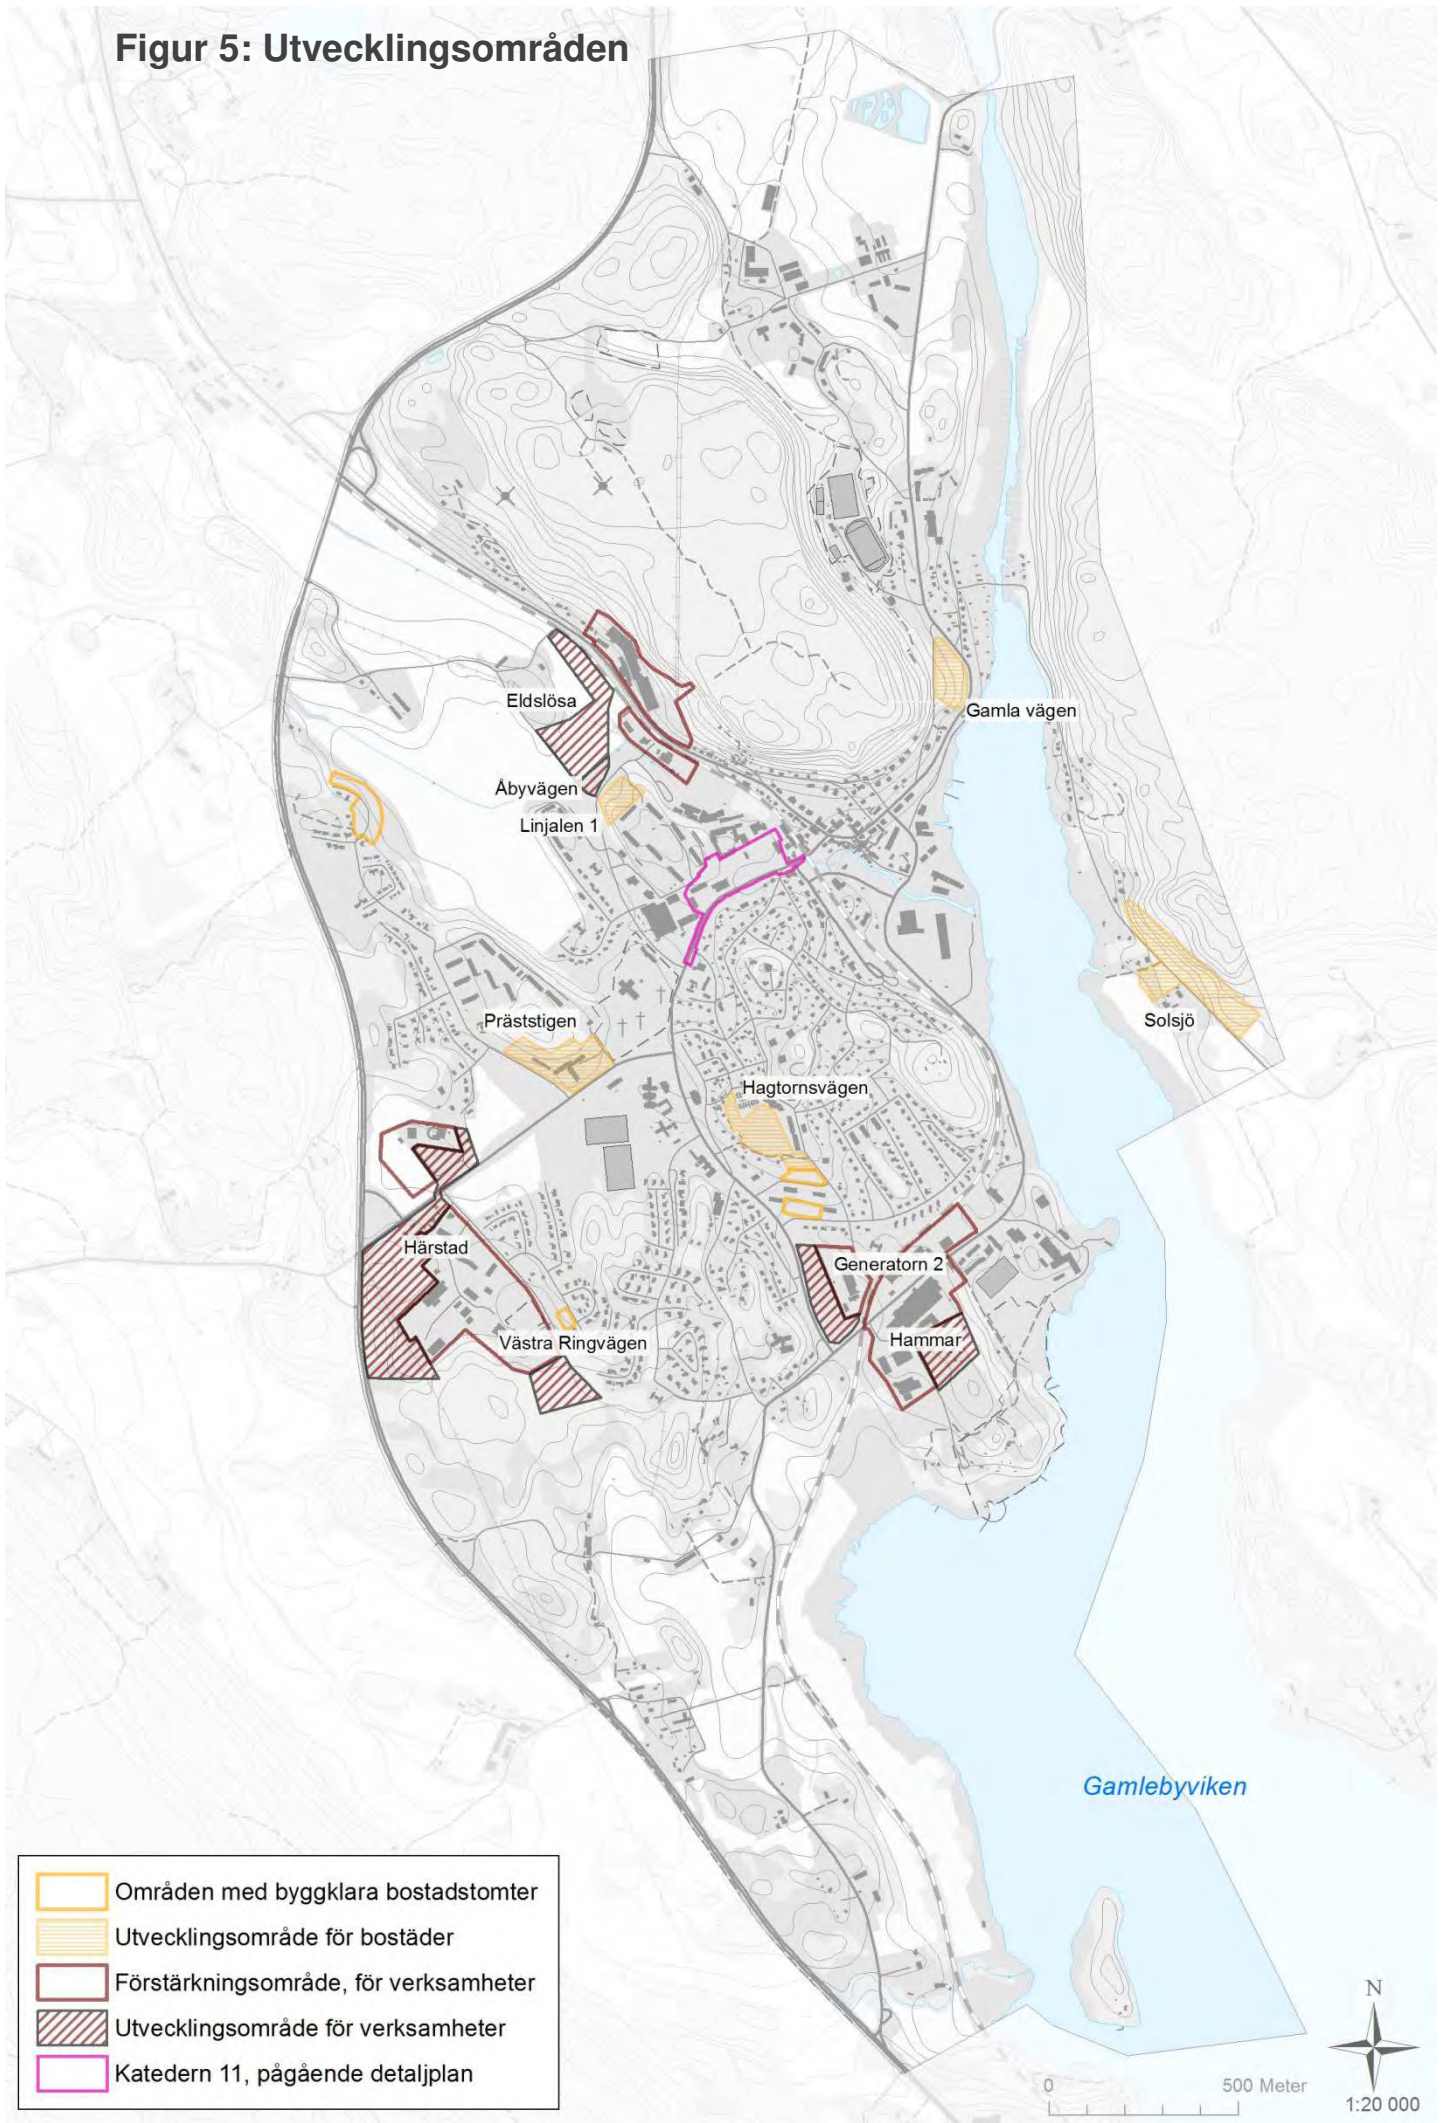 Figur 5: Utvecklingsområden
Eldslösa
Gamla vägen
Åbyvägen
Linjalen 1
Präststigen
Solsjö
Hagtornsvägen
Härstad
Generatorn 2
Västra Ringvägen
Hammar
Gamlebyviken
Områden med byggklara bostadstomter
Utvecklingsområde för bostäder
Förstärkningsområde, för verksamheter
Utvecklingsområde för verksamheter
Katedern 11, pågående detaljplan
N
0 500 Meter
1:20 000